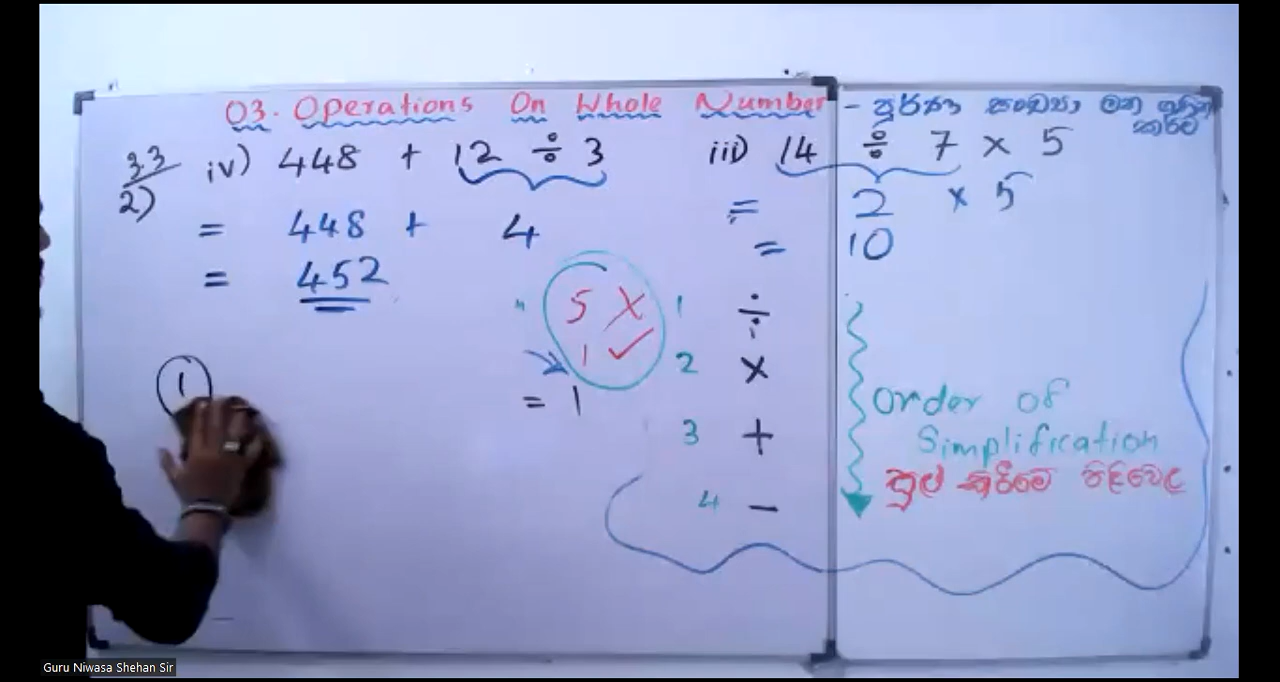 03. Operations On Whole Number - පූර්ණ සංඛ්‍යා මත ගණිත
කර්ම
33
2)
iv) 448 + 12 ÷ 3
= 448 + 4
= 452
iii) 14 ÷ 7 × 5
= 2 × 5
= 10
5 ×
1 ✓
= 1
1 ÷
2 ×
3 +
4 −
Order of
Simplification
සුළු කිරීමේ පිළිවෙල
1
Guru Niwasa Shehan Sir